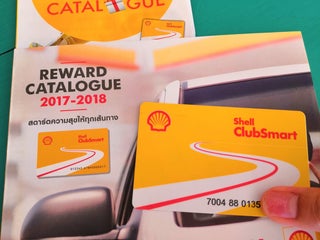 CATALOGUE
REWARD
CATALOGUE
2017-2018
สตาร์ตความสุขให้ทุกเส้นทาง
Shell
ClubSmart
Shell
ClubSmart
7004 88 0135